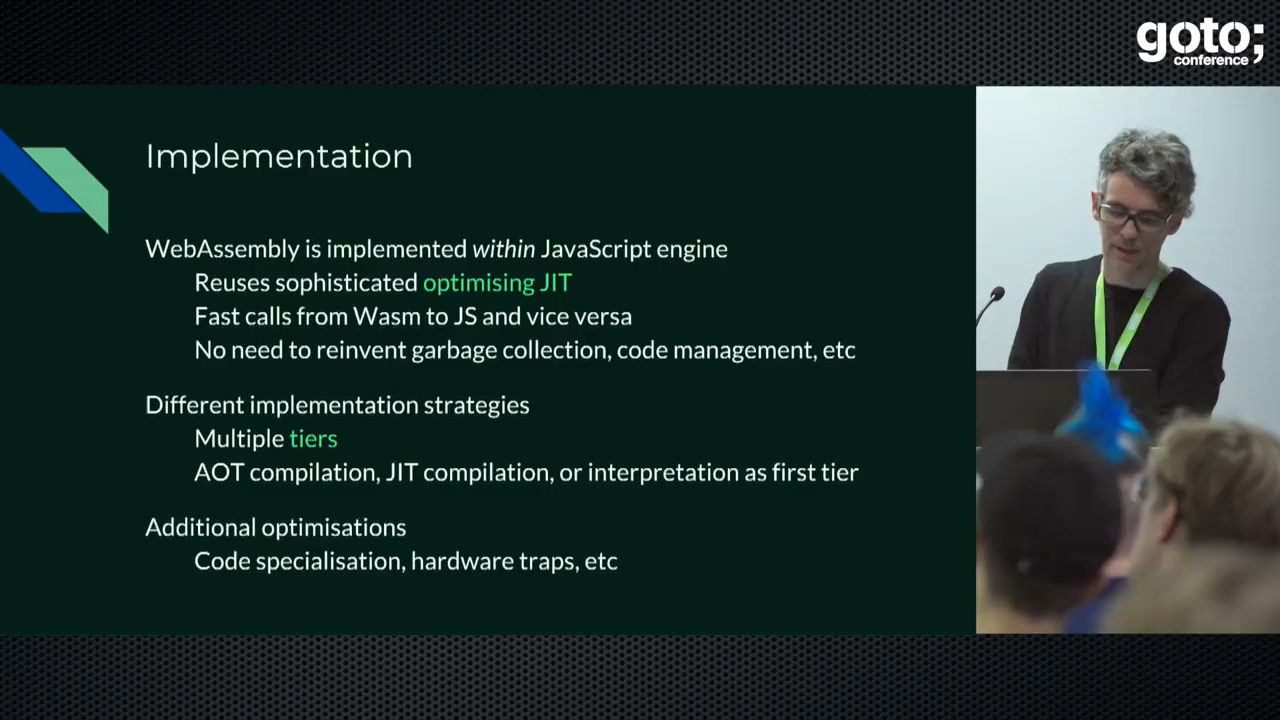 goto;
conference
Implementation
WebAssembly is implemented within JavaScript engine
Reuses sophisticated optimising JIT
Fast calls from Wasm to JS and vice versa
No need to reinvent garbage collection, code management, etc
Different implementation strategies
Multiple tiers
AOT compilation, JIT compilation, or interpretation as first tier
Additional optimisations
Code specialisation, hardware traps, etc